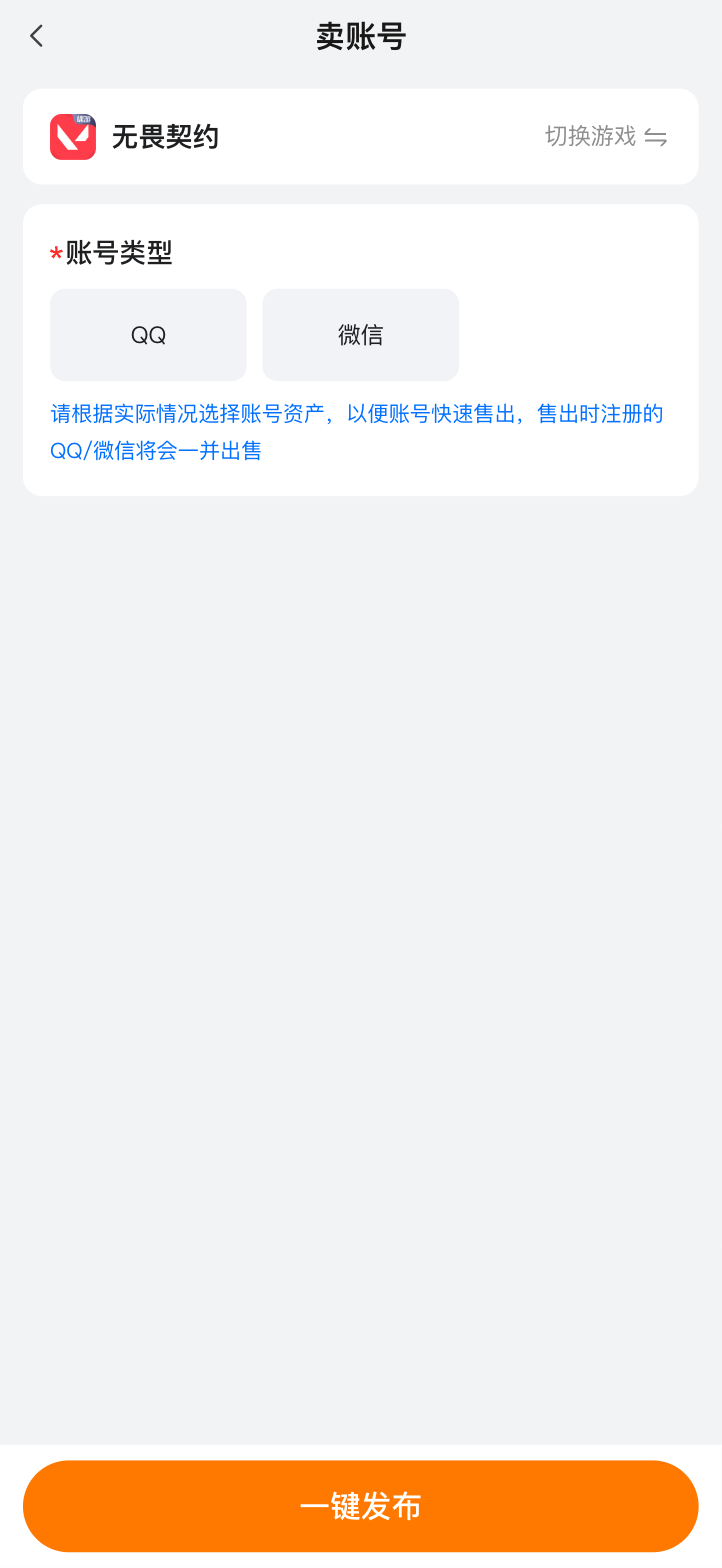 卖账号
无畏契约
切换游戏
*账号类型
QQ
微信
请根据实际情况选择账号资产，以便账号快速售出，售出时注册的
QQ/微信将会一并出售
一键发布